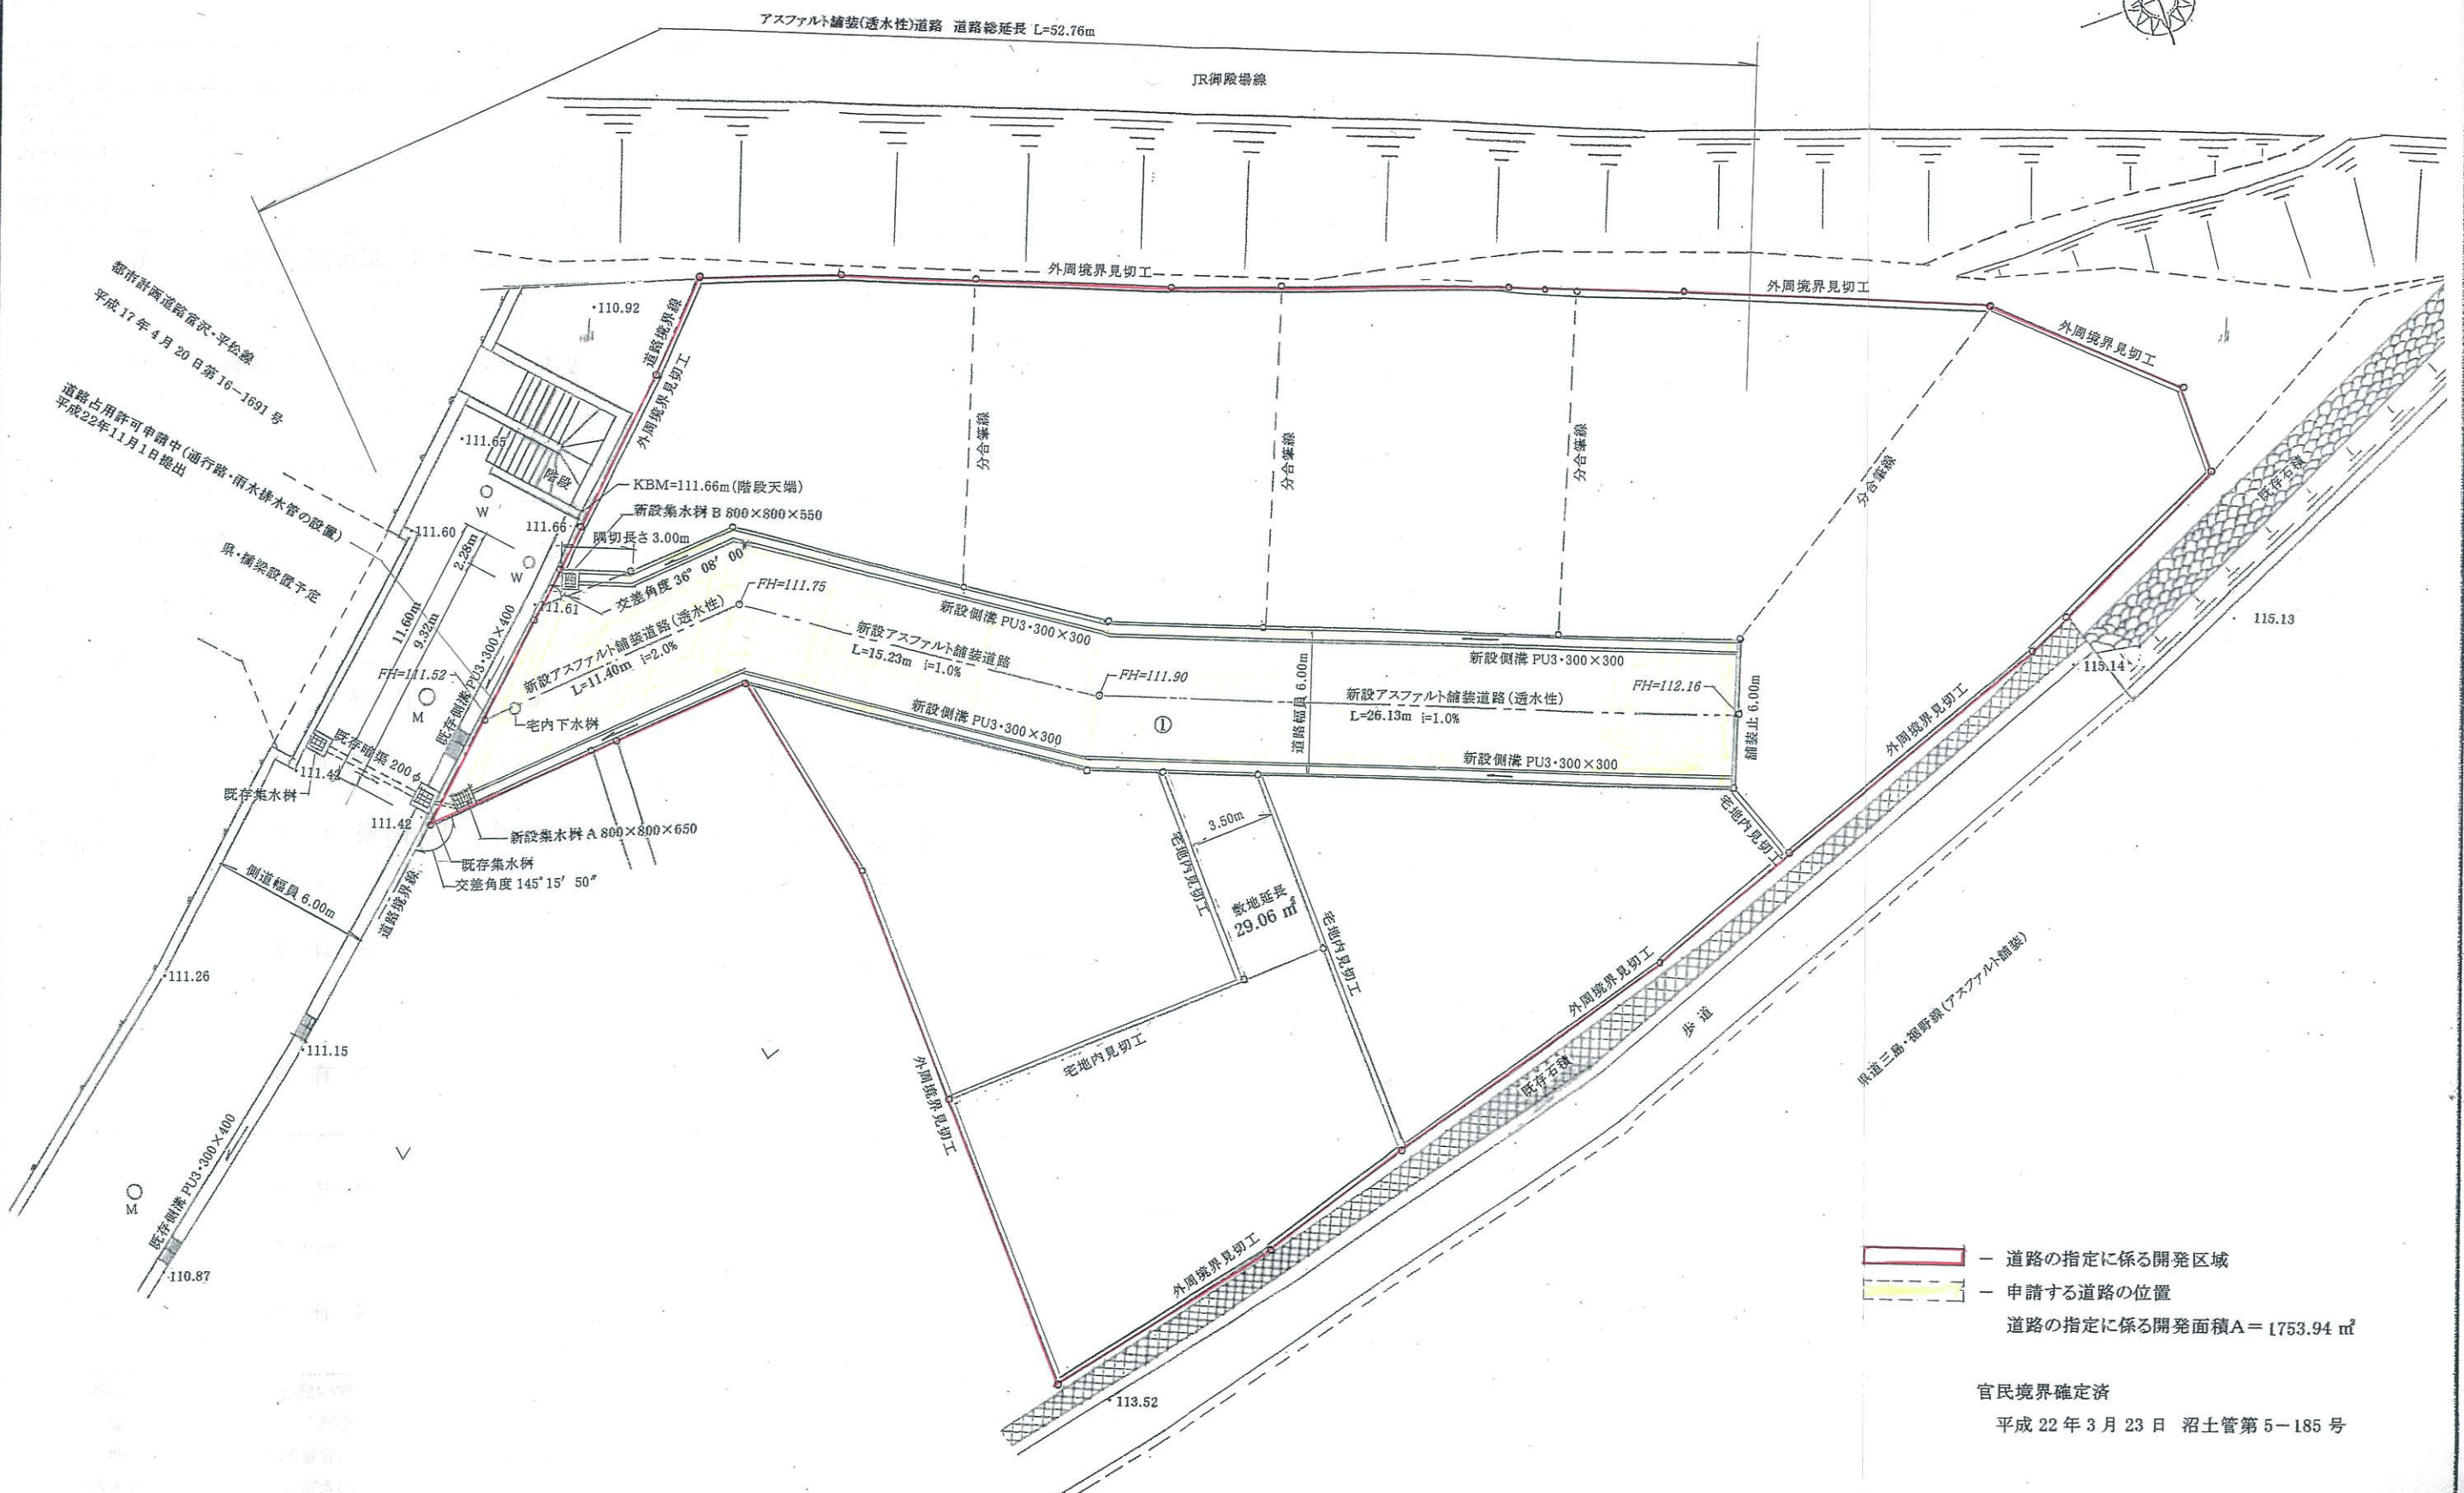 アスファルト舗装(透水性)道路 道路総延長 L=52.76m
JR御殿場線
外周境界見切工
外周境界見切工
外周境界見切工
都市計画道路富沢・平松線
平成17年4月20日第16-1691号
道路占用許可申請中(通行路・雨水排水管の設置)
平成22年11月1日提出
県・橋梁設置予定
・110.92
道路境界線
外周境界見切工
・111.65
階段
KBM=111.66m(階段天端)
新設集水桝 B 800×800×550
隅切長さ3.00m
W
W
・111.60
111.66・
2.28m
11.60m
9.32m
・111.61
交差角度 36° 08′ 00″
FH=111.75
分合筆線
分合筆線
分合筆線
分合筆線
既存石積
新設側溝 PU3・300×300
新設アスファルト舗装道路(透水性)
L=11.40m i=2.0%
新設アスファルト舗装道路
L=15.23m i=1.0%
FH=111.90
道路幅員 6.00m
新設側溝 PU3・300×300
新設アスファルト舗装道路(透水性)
L=26.13m i=1.0%
FH=112.16
舗装止 6.00m
新設側溝 PU3・300×300
新設側溝 PU3・300×300
①
FH=111.52
M
既存側溝 PU3・300×400
宅内下水桝
既存暗渠 200φ
・111.42
既存集水桝
111.42
新設集水桝 A 800×800×650
既存集水桝
交差角度 145°15′ 50″
側道幅員 6.00m
道路境界線
・111.26
・111.15
既存側溝 PU3・300×400
M
・110.87
3.50m
宅地内見切工
敷地延長
29.06 ㎡
宅地内見切工
宅地内見切工
宅地内見切工
外周境界見切工
外周境界見切工
外周境界見切工
外周境界見切工
既存石積
歩道
県道三島・裾野線(アスファルト舗装)
・115.13
・115.14
・113.52
― 道路の指定に係る開発区域
― 申請する道路の位置
道路の指定に係る開発面積A= 1753.94 ㎡
官民境界確定済
平成 22 年 3 月 23 日 沼土管第 5-185 号